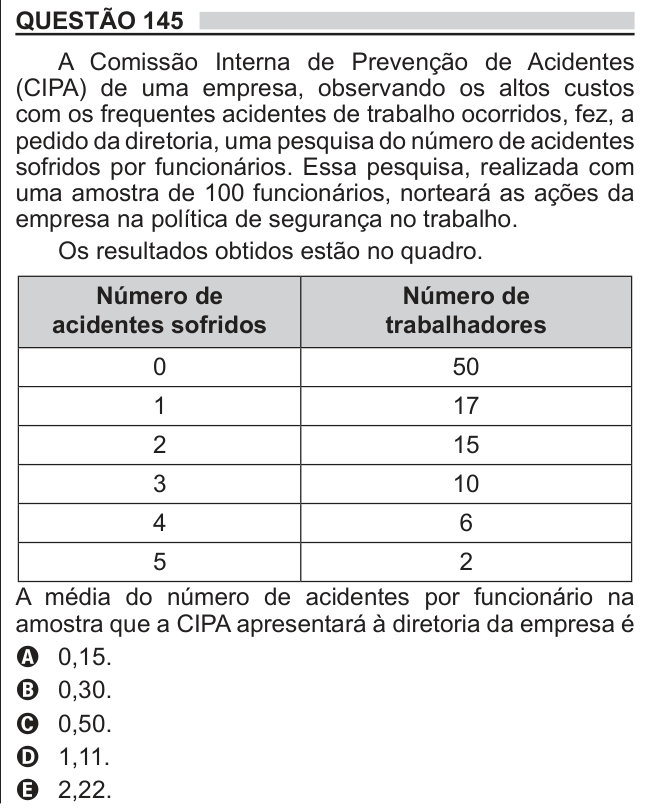 QUESTÃO 145
A Comissão Interna de Prevenção de Acidentes
(CIPA) de uma empresa, observando os altos custos
com os frequentes acidentes de trabalho ocorridos, fez, a
pedido da diretoria, uma pesquisa do número de acidentes
sofridos por funcionários. Essa pesquisa, realizada com
uma amostra de 100 funcionários, norteará as ações da
empresa na política de segurança no trabalho.
Os resultados obtidos estão no quadro.
Número de acidentes sofridos Número de trabalhadores
0 50
1 17
2 15
3 10
4 6
5 2
A média do número de acidentes por funcionário na
amostra que a CIPA apresentará à diretoria da empresa é
A 0,15.
B 0,30.
C 0,50.
D 1,11.
E 2,22.